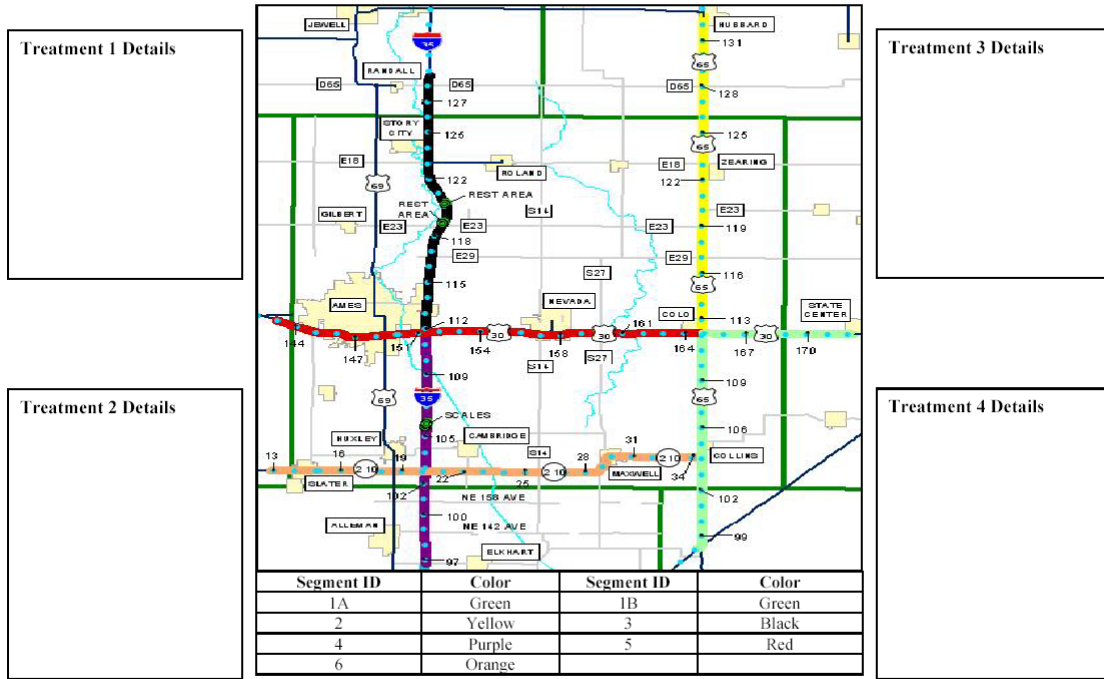 Treatment 1 Details
Treatment 2 Details
JEWELL
HUBBARD
35
131
65
RANDALL
D65
D65
D65
128
127
STORY
CITY
126
125
65
E18
ROLAND
E18
ZEARING
122
122
69
REST AREA
REST
AREA
S14
E23
GILBERT
E23
E23
118
119
E29
E29
S27
116
115
65
AMES
NEVADA
COLO
STATE
CENTER
112
161
113
30
30
30
144
147
151
154
158
164
167
170
S27
S14
109
109
69
35
65
SCALES
HUXLEY
CAMBRIDGE
106
105
S14
31
COLLINS
13
16
19
28
210
210
210
34
SLATER
22
25
MAXWELL
102
102
NE 158 AVE
100
ALLEMAN
NE 142 AVE
99
ELKHART
97
Segment ID Color Segment ID Color
1A Green 1B Green
2 Yellow 3 Black
4 Purple 5 Red
6 Orange
Treatment 3 Details
Treatment 4 Details